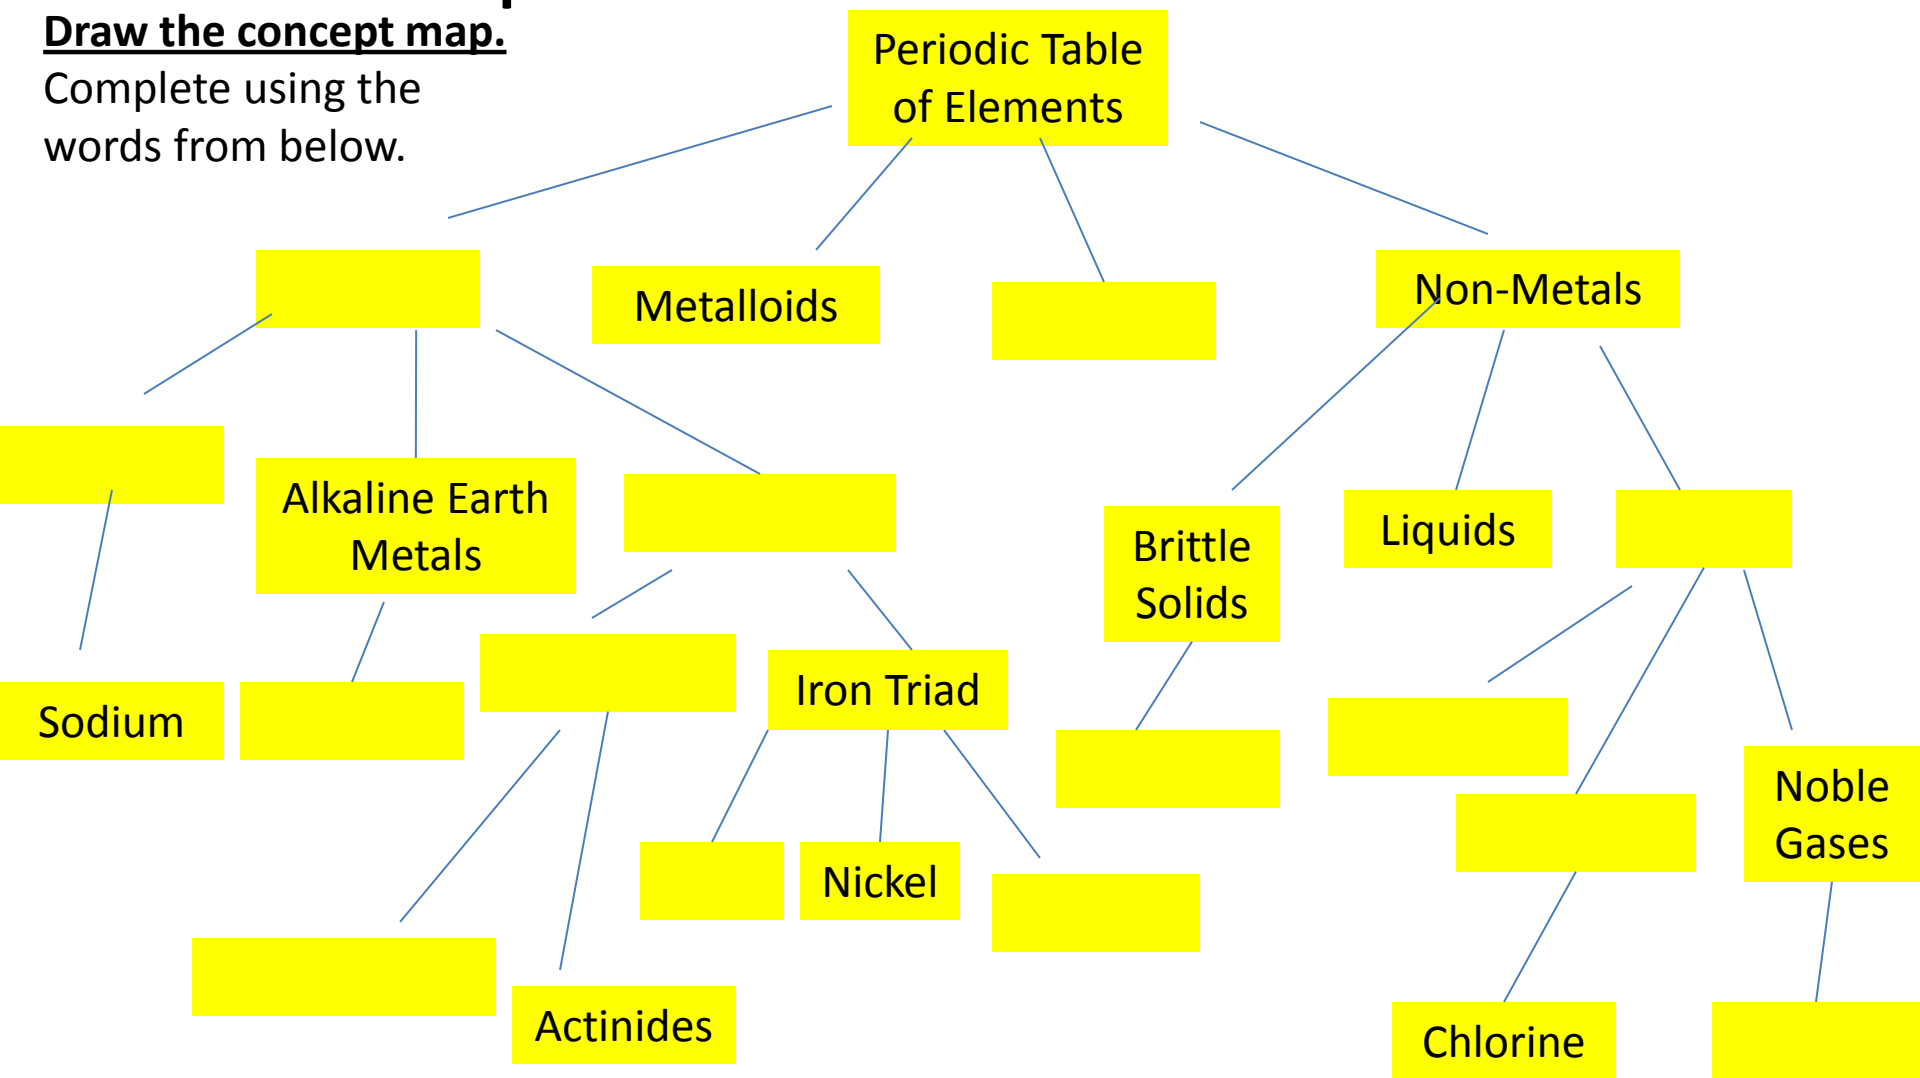 Draw the concept map.
Complete using the
words from below.
Periodic Table
of Elements
Metalloids
Non-Metals
Alkaline Earth
Metals
Brittle
Solids
Liquids
Sodium
Iron Triad
Noble
Gases
Nickel
Actinides
Chlorine